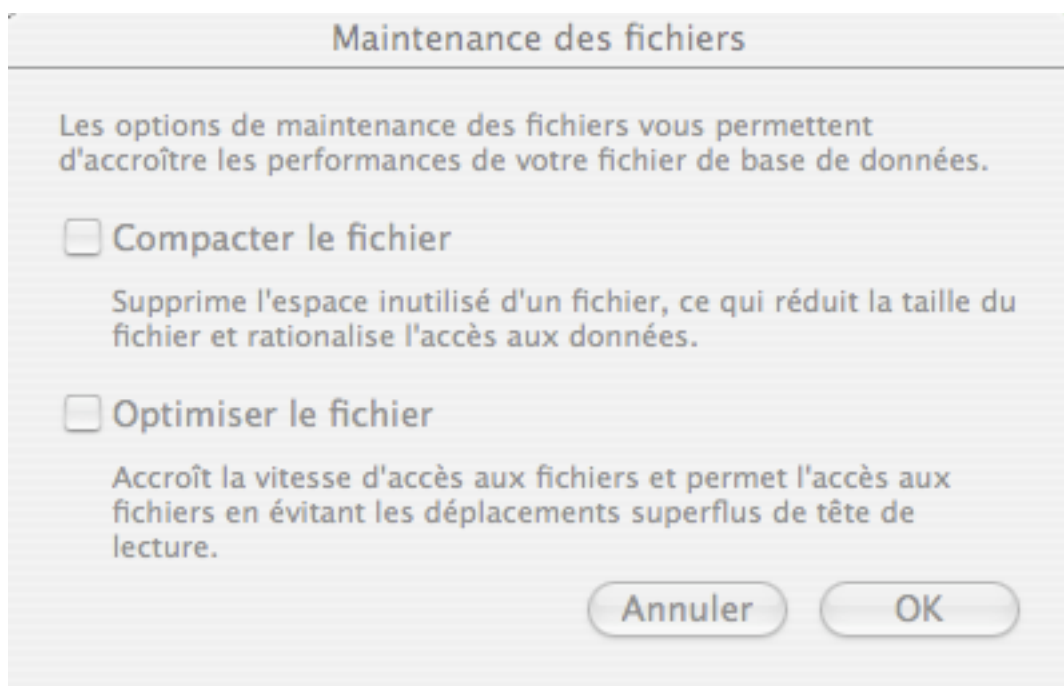 Maintenance des fichiers
Les options de maintenance des fichiers vous permettent
d'accroître les performances de votre fichier de base de données.
Compacter le fichier
Supprime l'espace inutilisé d'un fichier, ce qui réduit la taille du
fichier et rationalise l'accès aux données.
Optimiser le fichier
Accroît la vitesse d'accès aux fichiers et permet l'accès aux
fichiers en évitant les déplacements superflus de tête de
lecture.
Annuler OK